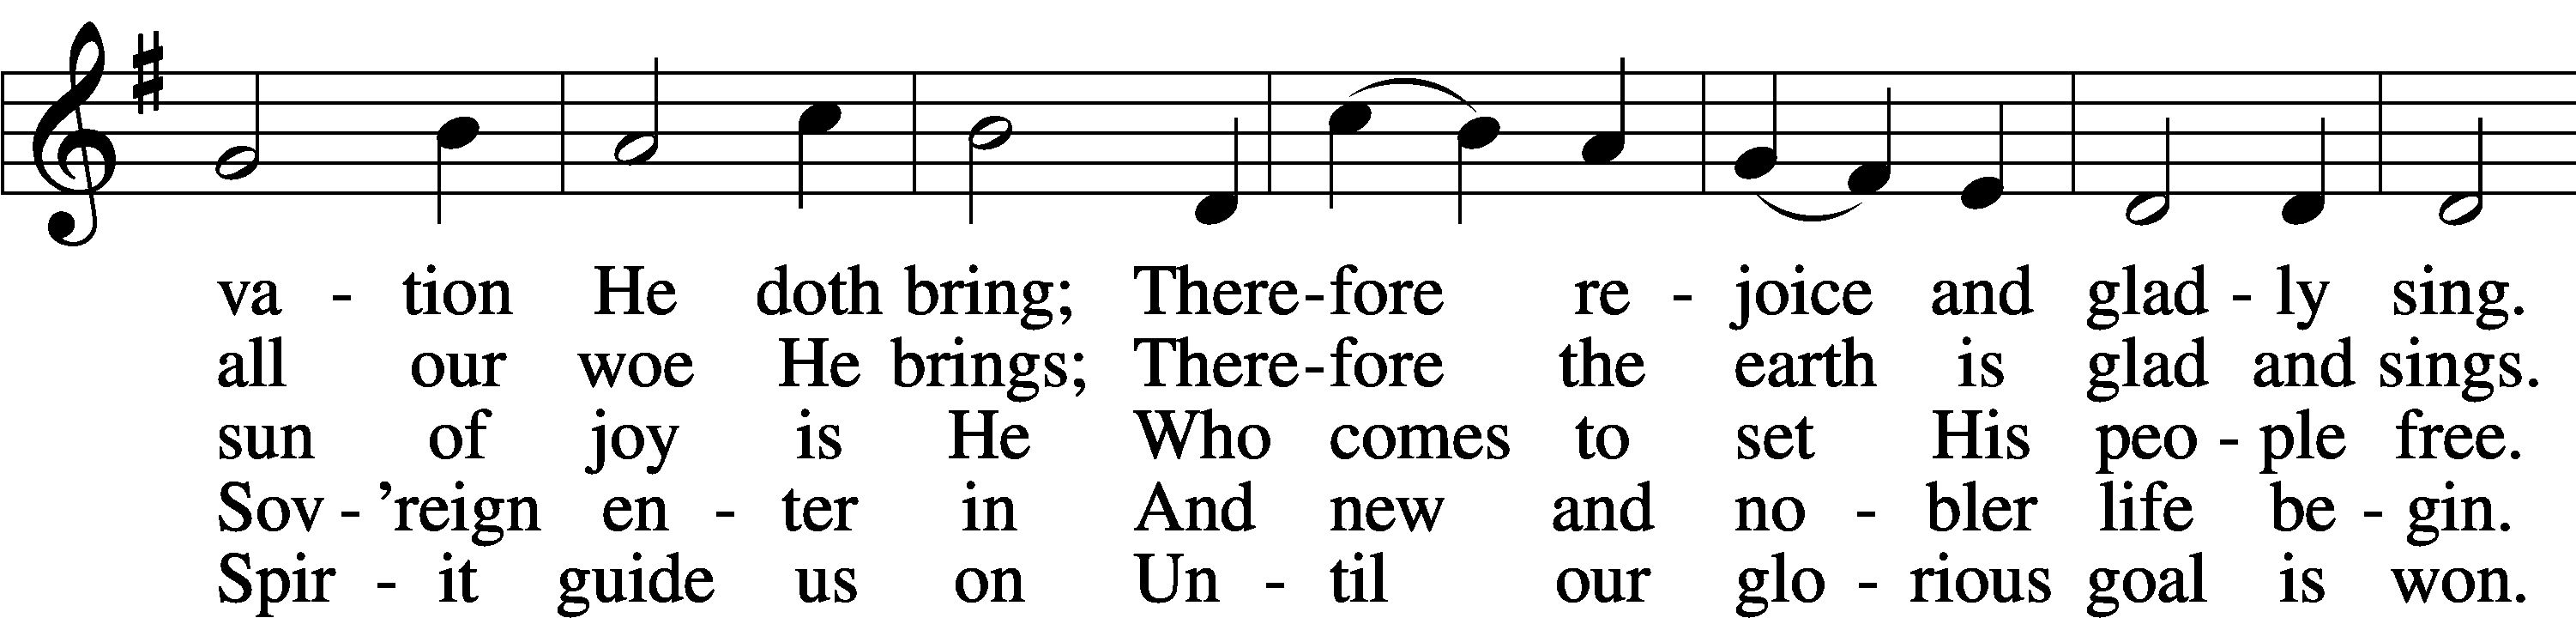 va - tion He doth bring; There-fore re - joice and glad - ly sing.
all our woe He brings; There-fore the earth is glad and sings.
sun of joy is He Who comes to set His peo - ple free.
Sov - ’reign en - ter in And new and no - bler life be - gin.
Spir - it guide us on Un - til our glo - rious goal is won.